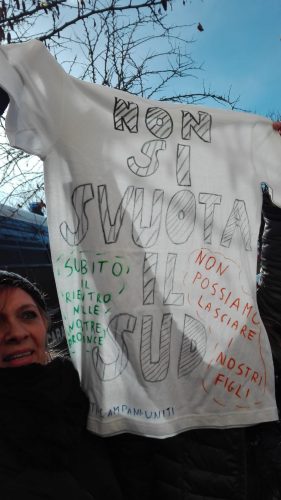 NON
SI
SVUOTA
IL
SUD
SUBITO
IL
RIENTRO
NELLE
NOSTRE
PROVINCE
NON
POSSIAMO
LASCIARE
I
NOSTRI
FIGLI
CAMPANI UNITI